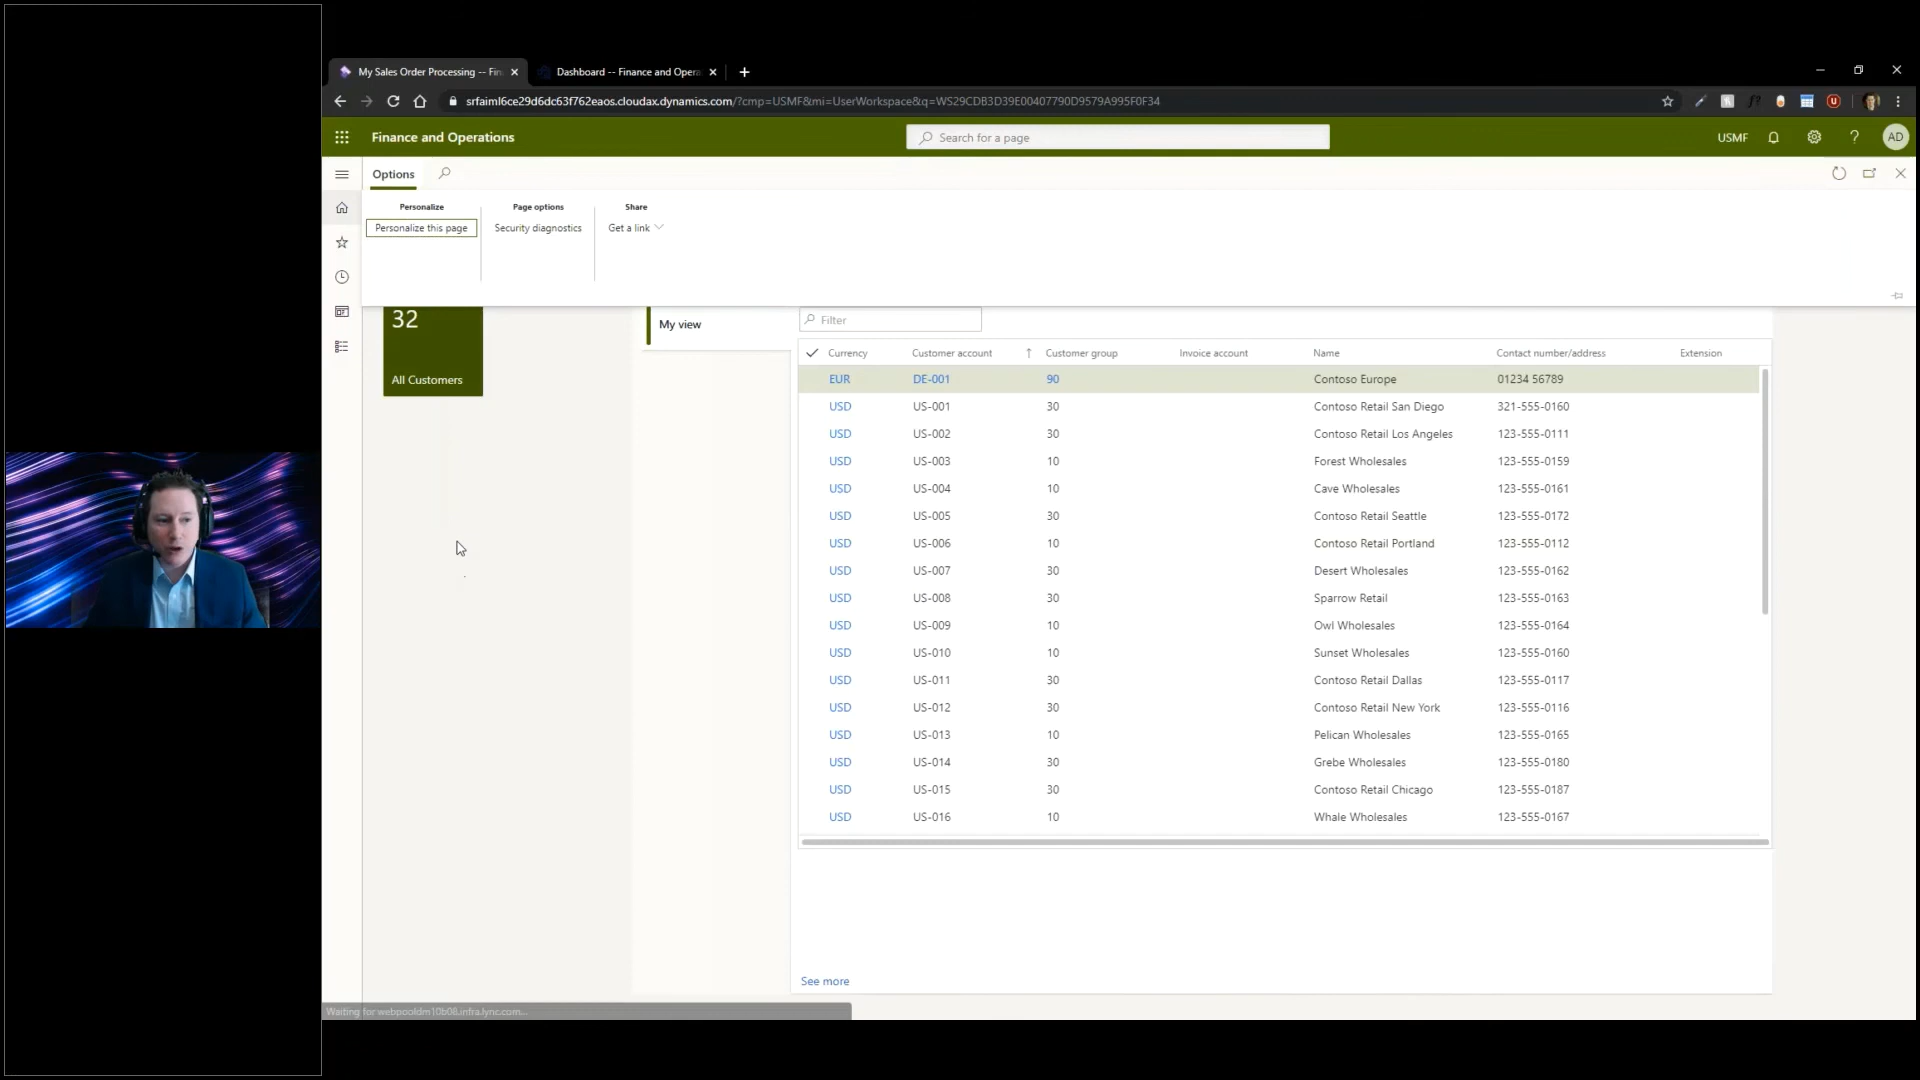 My Sales Order Processing -- Fin
Dashboard -- Finance and Opera
srfaiml6ce29d6dc63f762eaos.cloudax.dynamics.com/?cmp=USMF&mi=UserWorkspace&q=WS29CDB3D39E00407790D9579A995F0F34
Finance and Operations
Search for a page
USMF
AD
Options
Personalize Page options Share
Personalize this page Security diagnostics Get a link
32
All Customers
My view
Filter
Currency Customer account Customer group Invoice account Name Contact number/address Extension
EUR DE-001 90 Contoso Europe 01234 56789
USD US-001 30 Contoso Retail San Diego 321-555-0160
USD US-002 30 Contoso Retail Los Angeles 123-555-0111
USD US-003 10 Forest Wholesales 123-555-0159
USD US-004 10 Cave Wholesales 123-555-0161
USD US-005 30 Contoso Retail Seattle 123-555-0172
USD US-006 10 Contoso Retail Portland 123-555-0112
USD US-007 30 Desert Wholesales 123-555-0162
USD US-008 30 Sparrow Retail 123-555-0163
USD US-009 10 Owl Wholesales 123-555-0164
USD US-010 10 Sunset Wholesales 123-555-0160
USD US-011 30 Contoso Retail Dallas 123-555-0117
USD US-012 30 Contoso Retail New York 123-555-0116
USD US-013 10 Pelican Wholesales 123-555-0165
USD US-014 30 Grebe Wholesales 123-555-0180
USD US-015 30 Contoso Retail Chicago 123-555-0187
USD US-016 10 Whale Wholesales 123-555-0167
See more
Waiting for webpooldm10b08.infra.lync.com...